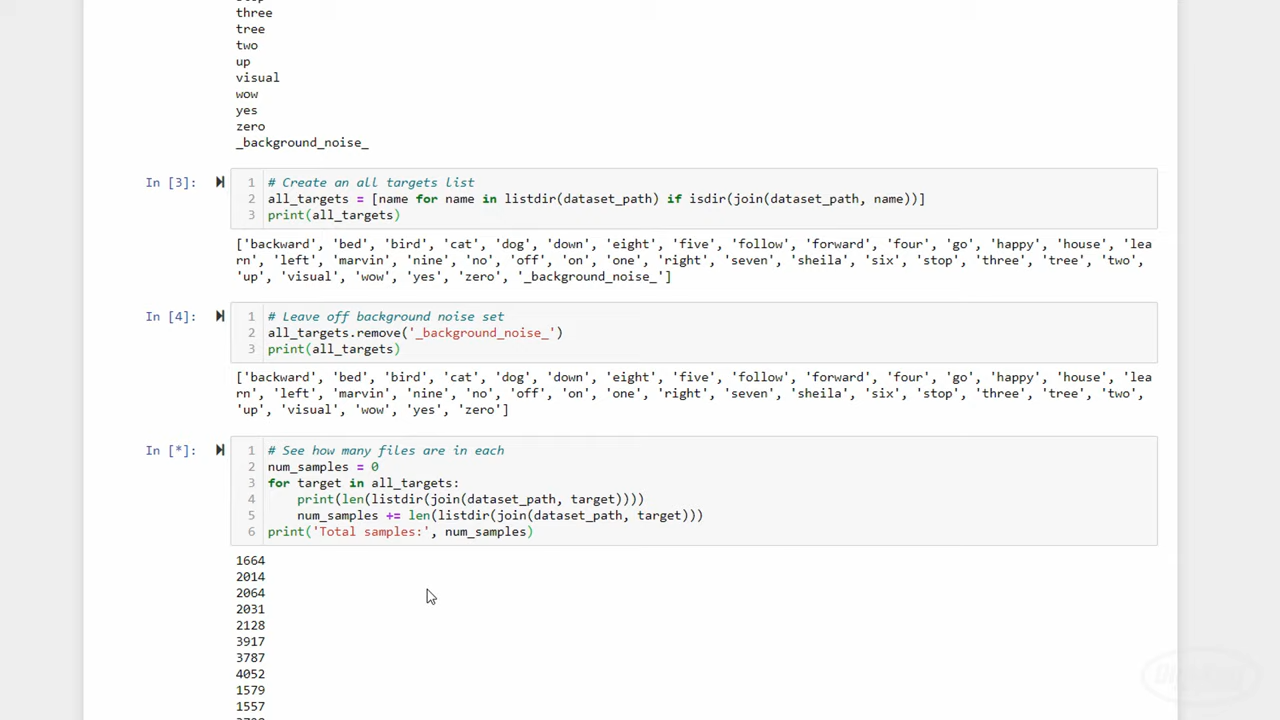 three
tree
two
up
visual
wow
yes
zero
_background_noise_
In [3]:
1 # Create an all targets list
2 all_targets = [name for name in listdir(dataset_path) if isdir(join(dataset_path, name))]
3 print(all_targets)
['backward', 'bed', 'bird', 'cat', 'dog', 'down', 'eight', 'five', 'follow', 'forward', 'four', 'go', 'happy', 'house', 'lea
rn', 'left', 'marvin', 'nine', 'no', 'off', 'on', 'one', 'right', 'seven', 'sheila', 'six', 'stop', 'three', 'tree', 'two',
'up', 'visual', 'wow', 'yes', 'zero', '_background_noise_']
In [4]:
1 # Leave off background noise set
2 all_targets.remove('_background_noise_')
3 print(all_targets)
['backward', 'bed', 'bird', 'cat', 'dog', 'down', 'eight', 'five', 'follow', 'forward', 'four', 'go', 'happy', 'house', 'lea
rn', 'left', 'marvin', 'nine', 'no', 'off', 'on', 'one', 'right', 'seven', 'sheila', 'six', 'stop', 'three', 'tree', 'two',
'up', 'visual', 'wow', 'yes', 'zero']
In [*]:
1 # See how many files are in each
2 num_samples = 0
3 for target in all_targets:
4 print(len(listdir(join(dataset_path, target))))
5 num_samples += len(listdir(join(dataset_path, target)))
6 print('Total samples:', num_samples)
1664
2014
2064
2031
2128
3917
3787
4052
1579
1557